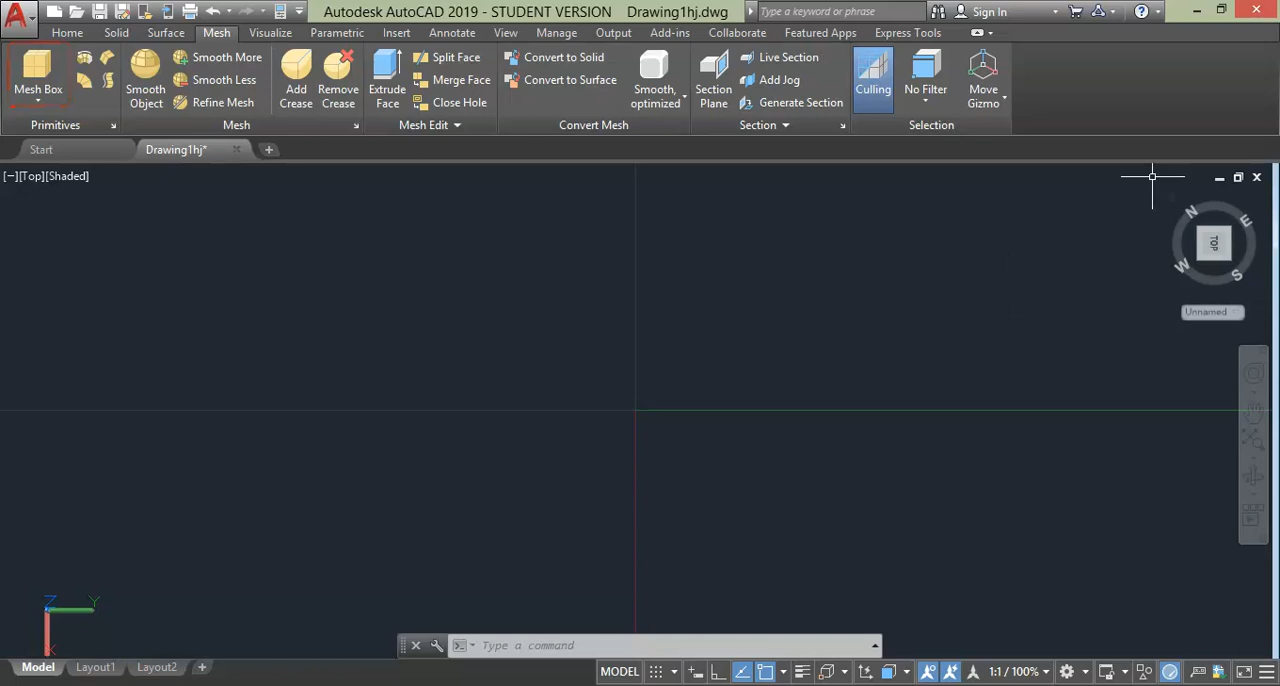 Autodesk AutoCAD 2019 - STUDENT VERSION Drawing1hj.dwg
Type a keyword or phrase
Sign In
Home Solid Surface Mesh Visualize Parametric Insert Annotate View Manage Output Add-ins Collaborate Featured Apps Express Tools
Mesh Box
Primitives
Smooth Object
Smooth More
Smooth Less
Refine Mesh
Add Crease
Remove Crease
Mesh
Extrude Face
Split Face
Merge Face
Close Hole
Mesh Edit
Convert to Solid
Convert to Surface
Smooth, optimized
Convert Mesh
Section Plane
Live Section
Add Jog
Generate Section
Section
Culling
No Filter
Move Gizmo
Selection
Start Drawing1hj*
[−][Top][Shaded]
N
E
TOP
W
S
Unnamed
Z Y
X
Type a command
Model Layout1 Layout2
MODEL 1:1 / 100%